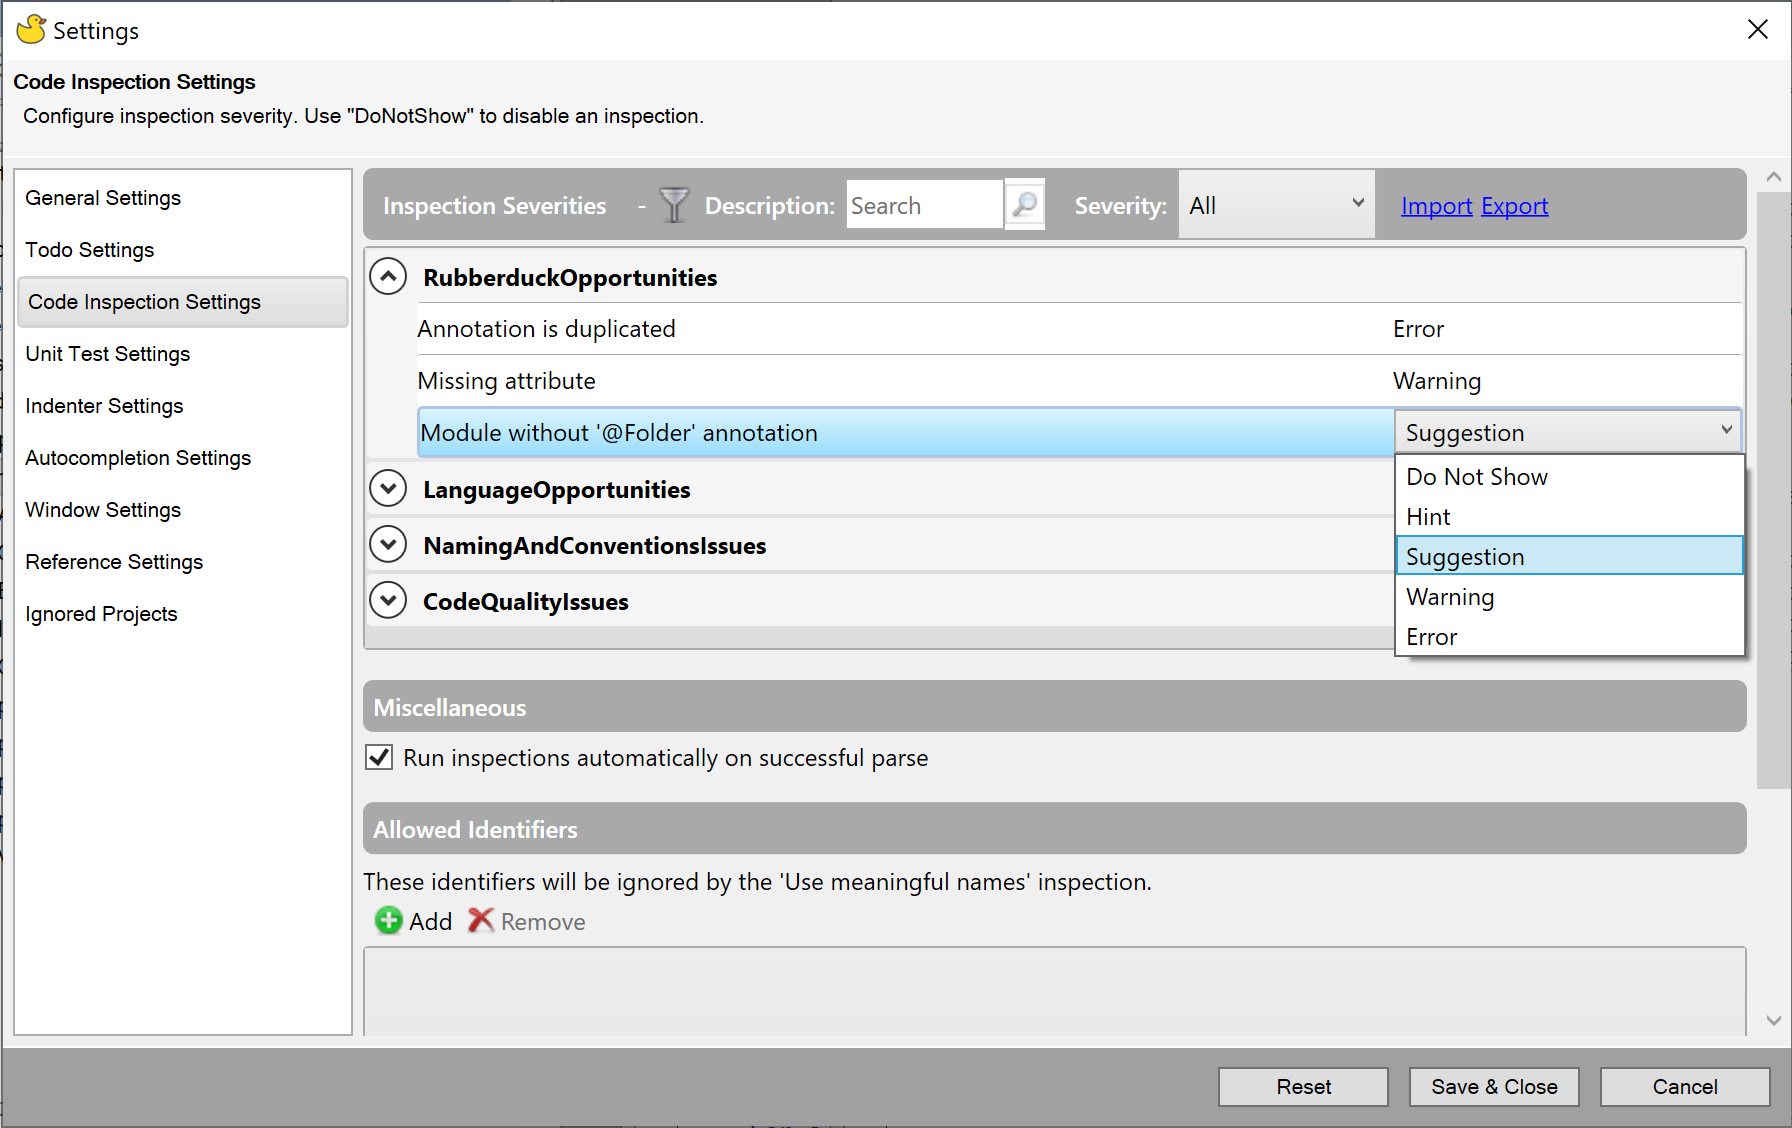 Settings
Code Inspection Settings
Configure inspection severity. Use "DoNotShow" to disable an inspection.
General Settings
Todo Settings
Code Inspection Settings
Unit Test Settings
Indenter Settings
Autocompletion Settings
Window Settings
Reference Settings
Ignored Projects
Inspection Severities - Description: Search Severity: All Import Export
RubberduckOpportunities
Annotation is duplicated Error
Missing attribute Warning
Module without '@Folder' annotation Suggestion
Do Not Show
Hint
Suggestion
Warning
Error
LanguageOpportunities
NamingAndConventionsIssues
CodeQualityIssues
Miscellaneous
Run inspections automatically on successful parse
Allowed Identifiers
These identifiers will be ignored by the 'Use meaningful names' inspection.
Add Remove
Reset Save & Close Cancel